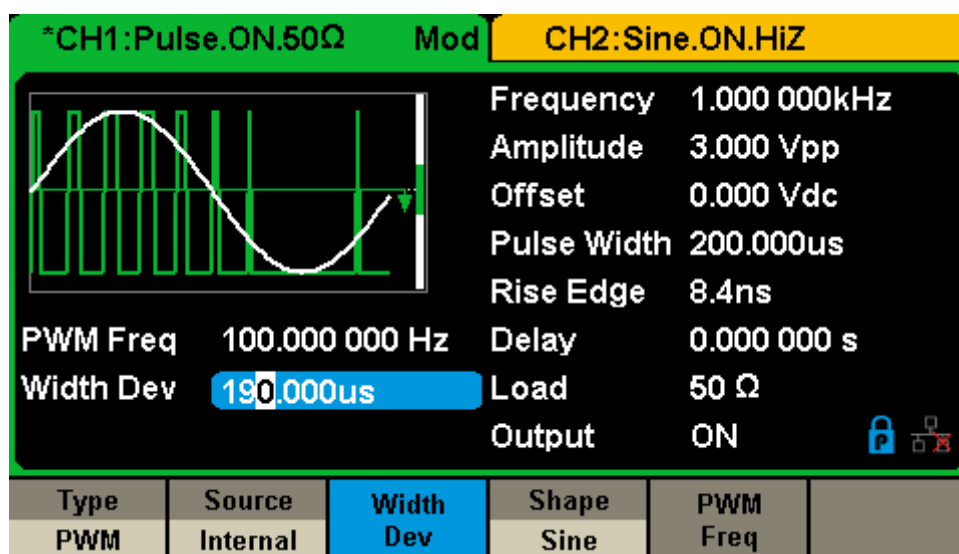 *CH1:Pulse.ON.50Ω Mod
CH2:Sine.ON.HiZ
Frequency 1.000 000kHz
Amplitude 3.000 Vpp
Offset 0.000 Vdc
Pulse Width 200.000us
Rise Edge 8.4ns
PWM Freq 100.000 000 Hz
Delay 0.000 000 s
Width Dev 190.000us
Load 50 Ω
Output ON
P
Type PWM
Source Internal
Width Dev
Shape Sine
PWM Freq